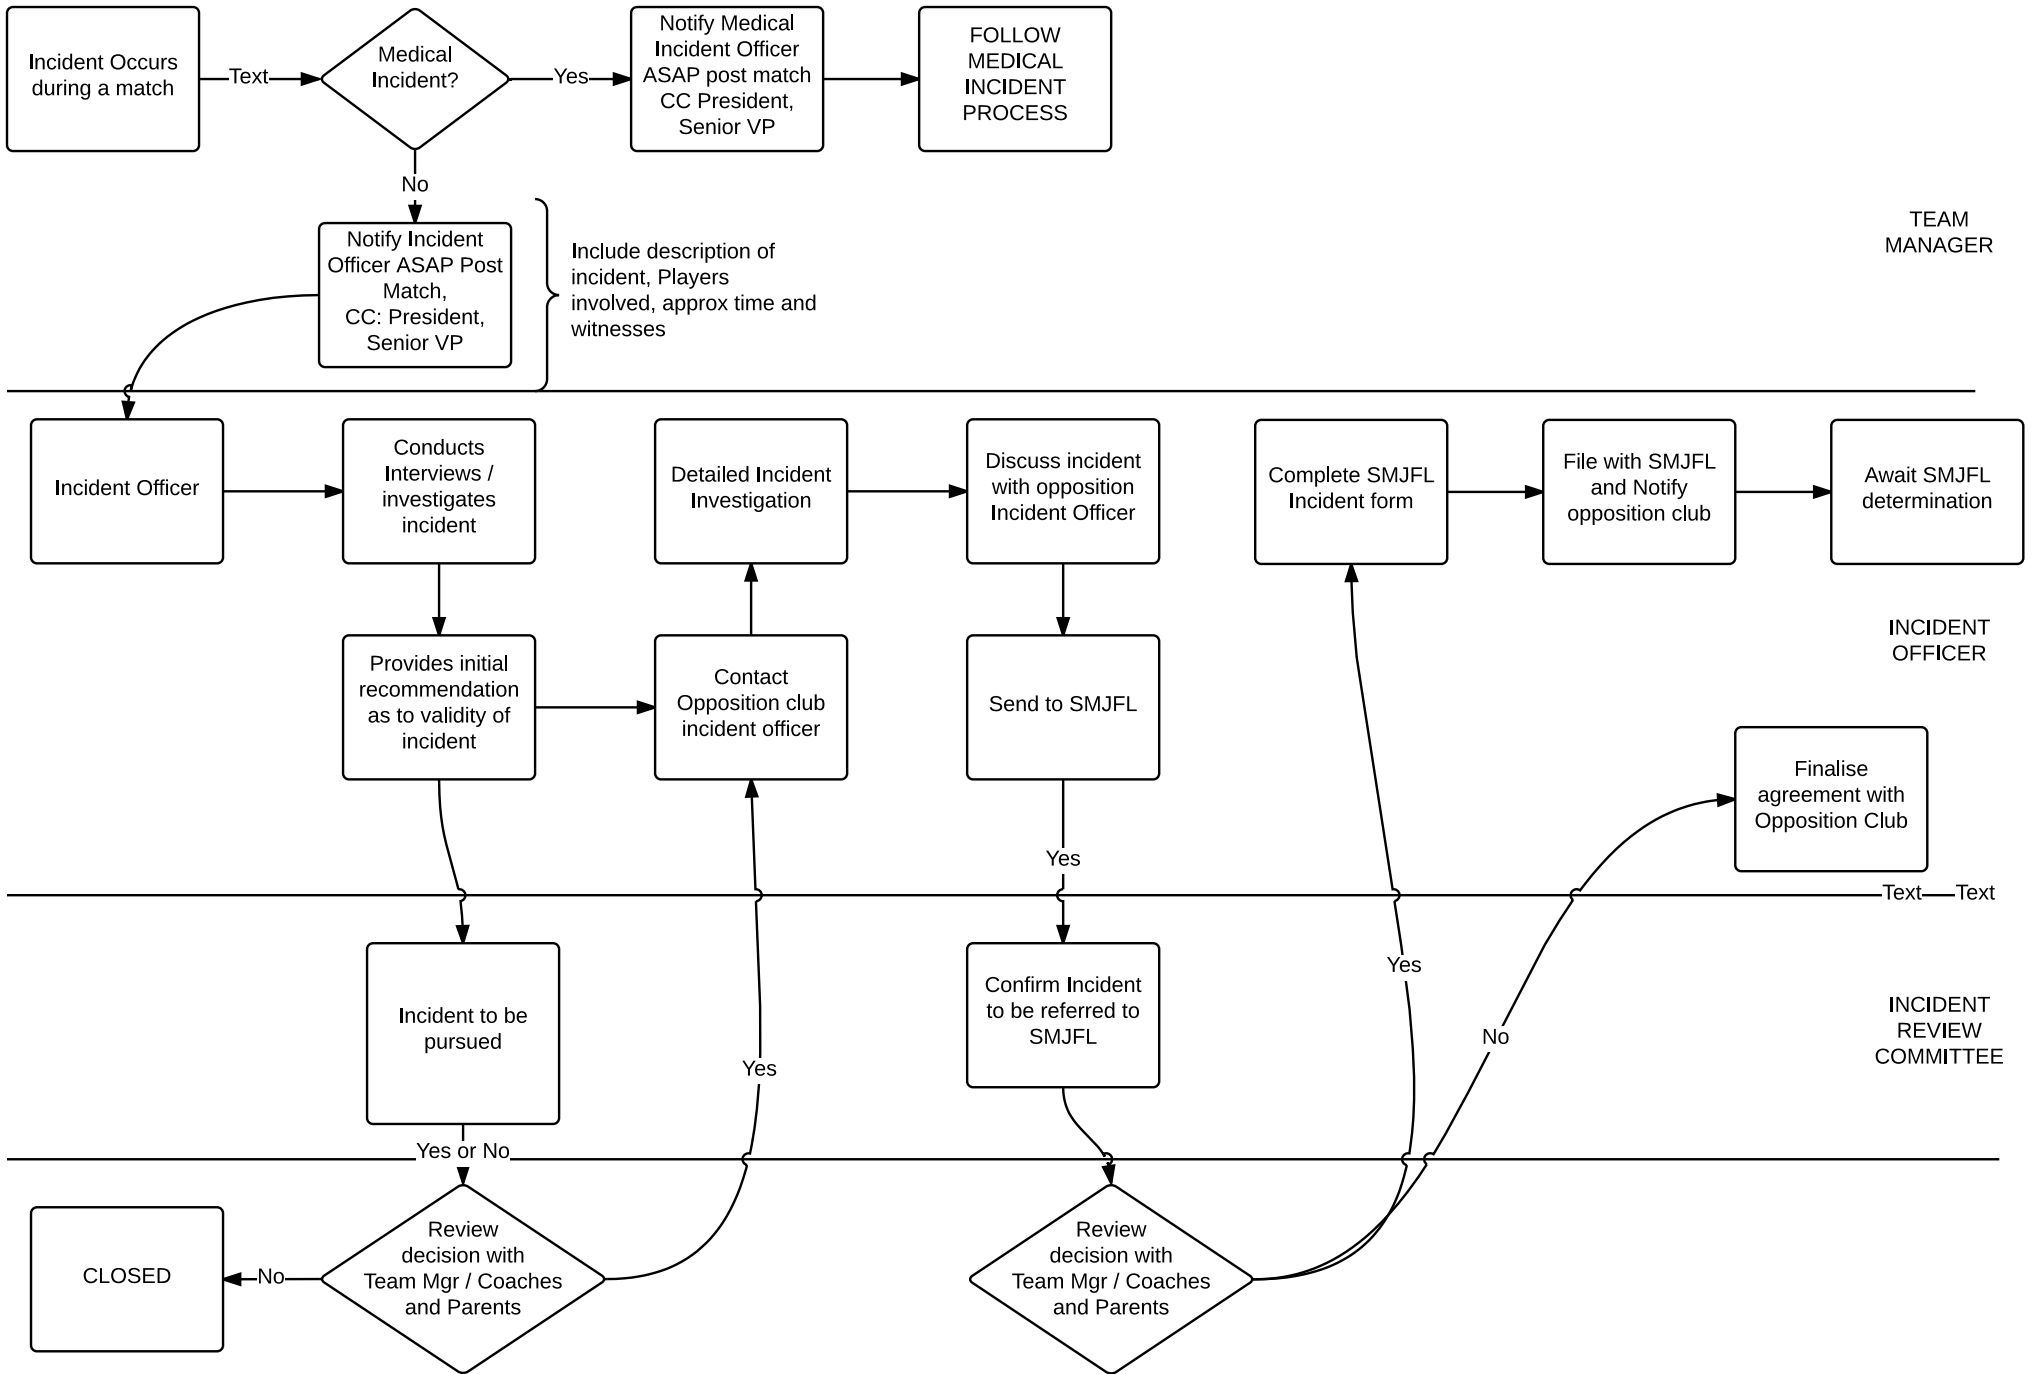 Incident Occurs
during a match
Text
Medical
Incident?
Yes
Notify Medical
Incident Officer
ASAP post match
CC President,
Senior VP
FOLLOW
MEDICAL
INCIDENT
PROCESS
No
Notify Incident
Officer ASAP Post
Match,
CC: President,
Senior VP
Include description of
incident, Players
involved, approx time and
witnesses
TEAM
MANAGER
Incident Officer
Conducts
Interviews /
investigates
incident
Detailed Incident
Investigation
Discuss incident
with opposition
Incident Officer
Complete SMJFL
Incident form
File with SMJFL
and Notify
opposition club
Await SMJFL
determination
Provides initial
recommendation
as to validity of
incident
Contact
Opposition club
incident officer
Send to SMJFL
INCIDENT
OFFICER
Finalise
agreement with
Opposition Club
Yes
Text
Text
Incident to be
pursued
Confirm Incident
to be referred to
SMJFL
Yes
No
Yes
INCIDENT
REVIEW
COMMITTEE
Yes or No
CLOSED
No
Review
decision with
Team Mgr / Coaches
and Parents
Review
decision with
Team Mgr / Coaches
and Parents